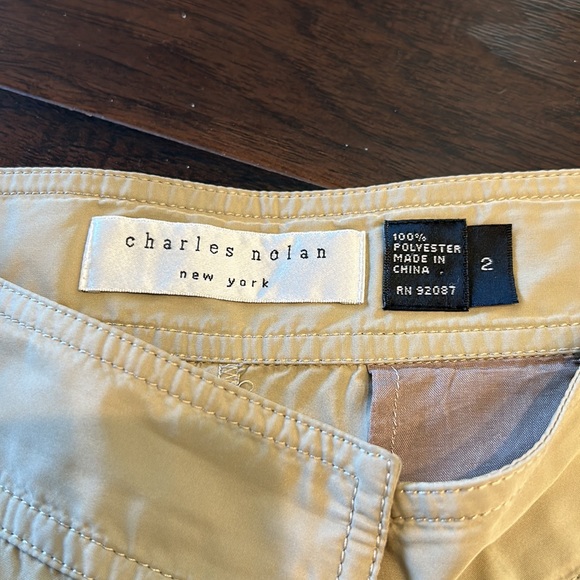 charles nolan
new york
100%
POLYESTER
MADE IN
CHINA
RN 92087
2